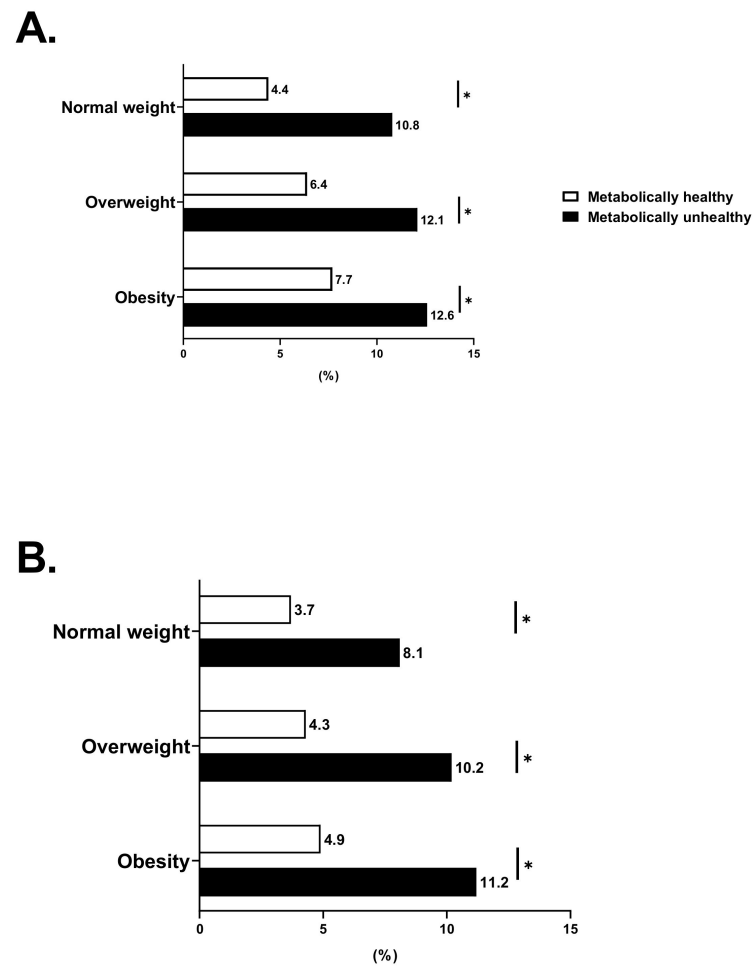 A.
Normal weight
4.4
*
10.8
Overweight
6.4
12.1
*
Obesity
7.7
12.6
*
0 5 10 15
(%)
Metabolically healthy
Metabolically unhealthy
B.
Normal weight
3.7
*
8.1
Overweight
4.3
10.2
*
Obesity
4.9
*
11.2
0 5 10 15
(%)